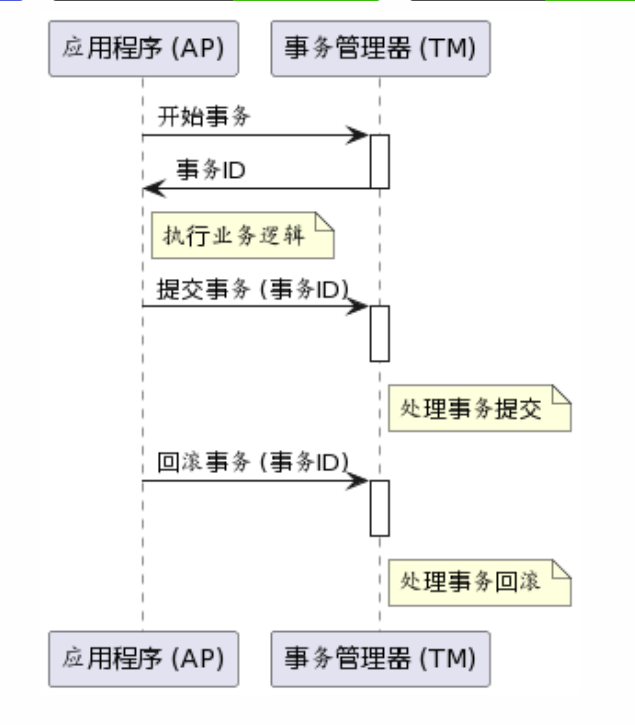 应用程序 (AP)
事务管理器 (TM)
开始事务
事务ID
执行业务逻辑
提交事务 (事务ID)
处理事务提交
回滚事务 (事务ID)
处理事务回滚
应用程序 (AP)
事务管理器 (TM)